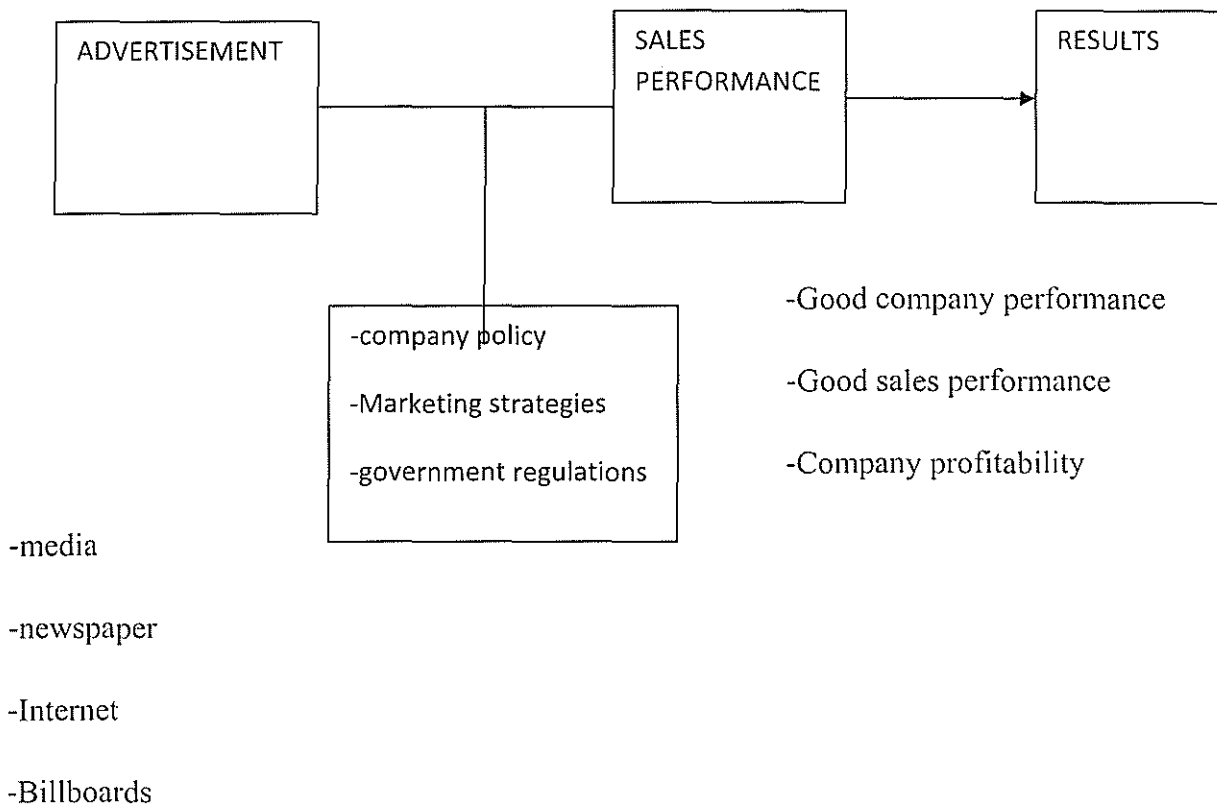 ADVERTISEMENT
SALES
PERFORMANCE
RESULTS
-company policy
-Marketing strategies
-government regulations
-Good company performance
-Good sales performance
-Company profitability
-media
-newspaper
-Internet
-Billboards